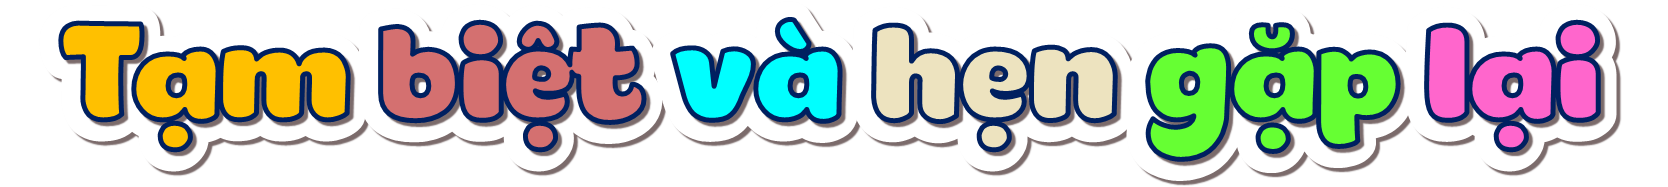 Tạm biệt và hẹn gặp lại